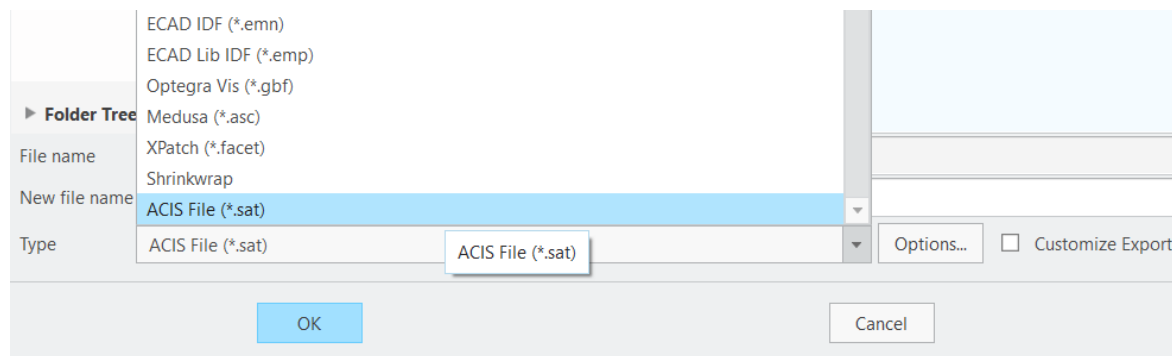 ECAD IDF (*.emn)
ECAD Lib IDF (*.emp)
Optegra Vis (*.gbf)
Folder Tree
Medusa (*.asc)
File name
XPatch (*.facet)
Shrinkwrap
New file name
ACIS File (*.sat)
Type
ACIS File (*.sat)
ACIS File (*.sat)
Options...
Customize Export
OK
Cancel